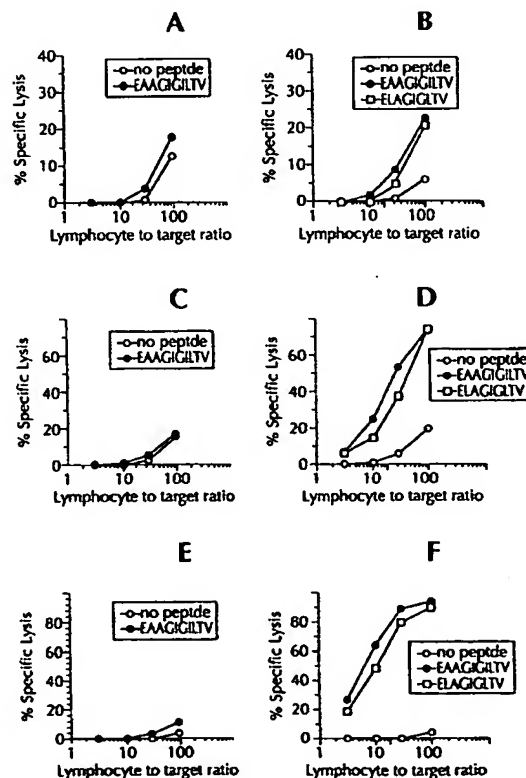 A
% Specific Lysis
40
30
20
10
0
no peptde
EAAGIGILTV
1 10 100
Lymphocyte to target ratio
B
% Specific Lysis
40
30
20
10
0
no peptde
EAAGIGILTV
ELAGIGLTV
1 10 100
Lymphocyte to target ratio
C
% Specific Lysis
60
40
20
0
no peptde
EAAGIGILTV
1 10 100
Lymphocyte to target ratio
D
% Specific Lysis
60
40
20
0
no peptde
EAAGIGILTV
ELAGIGLTV
1 10 100
Lymphocyte to target ratio
E
% Specific Lysis
80
60
40
20
0
no peptde
EAAGIGILTV
1 10 100
Lymphocyte to target ratio
F
% Specific Lysis
80
60
40
20
0
no peptde
EAAGIGILTV
ELAGIGLTV
1 10 100
Lymphocyte to target ratio